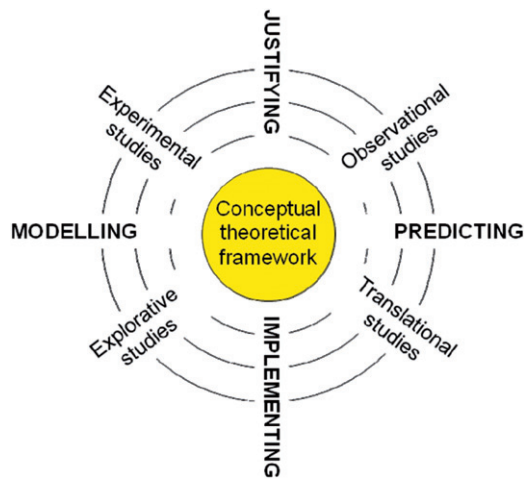 JUSTIFYING
Experimental
studies
Observational
studies
MODELLING
Conceptual
theoretical
framework
PREDICTING
Explorative
studies
Translational
studies
IMPLEMENTING